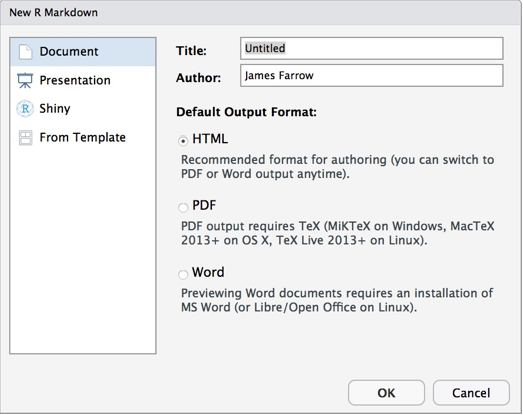 New R Markdown
Document
Presentation
Shiny
From Template
Title:
Untitled
Author:
James Farrow
Default Output Format:
HTML
Recommended format for authoring (you can switch to
PDF or Word output anytime).
PDF
PDF output requires TeX (MiKTeX on Windows, MacTeX
2013+ on OS X, TeX Live 2013+ on Linux).
Word
Previewing Word documents requires an installation of
MS Word (or Libre/Open Office on Linux).
OK
Cancel